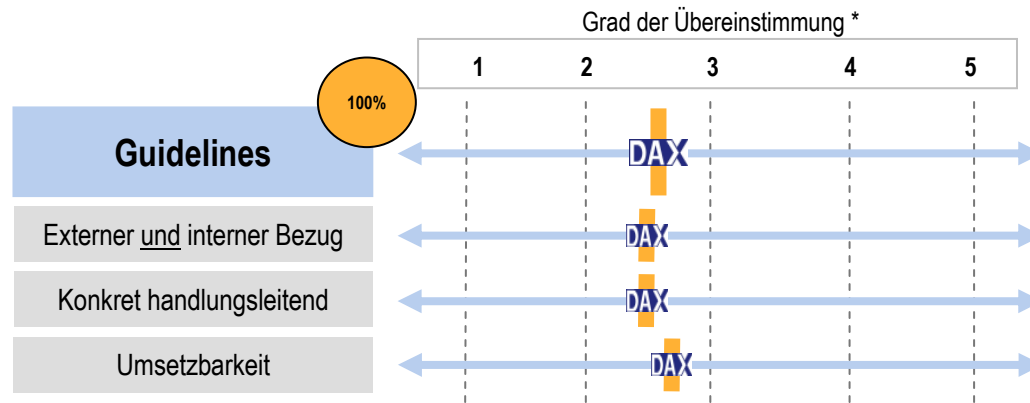 Grad der Übereinstimmung *
1 2 3 4 5
100%
Guidelines
DAX
Externer und interner Bezug
DAX
Konkret handlungsleitend
DAX
Umsetzbarkeit
DAX